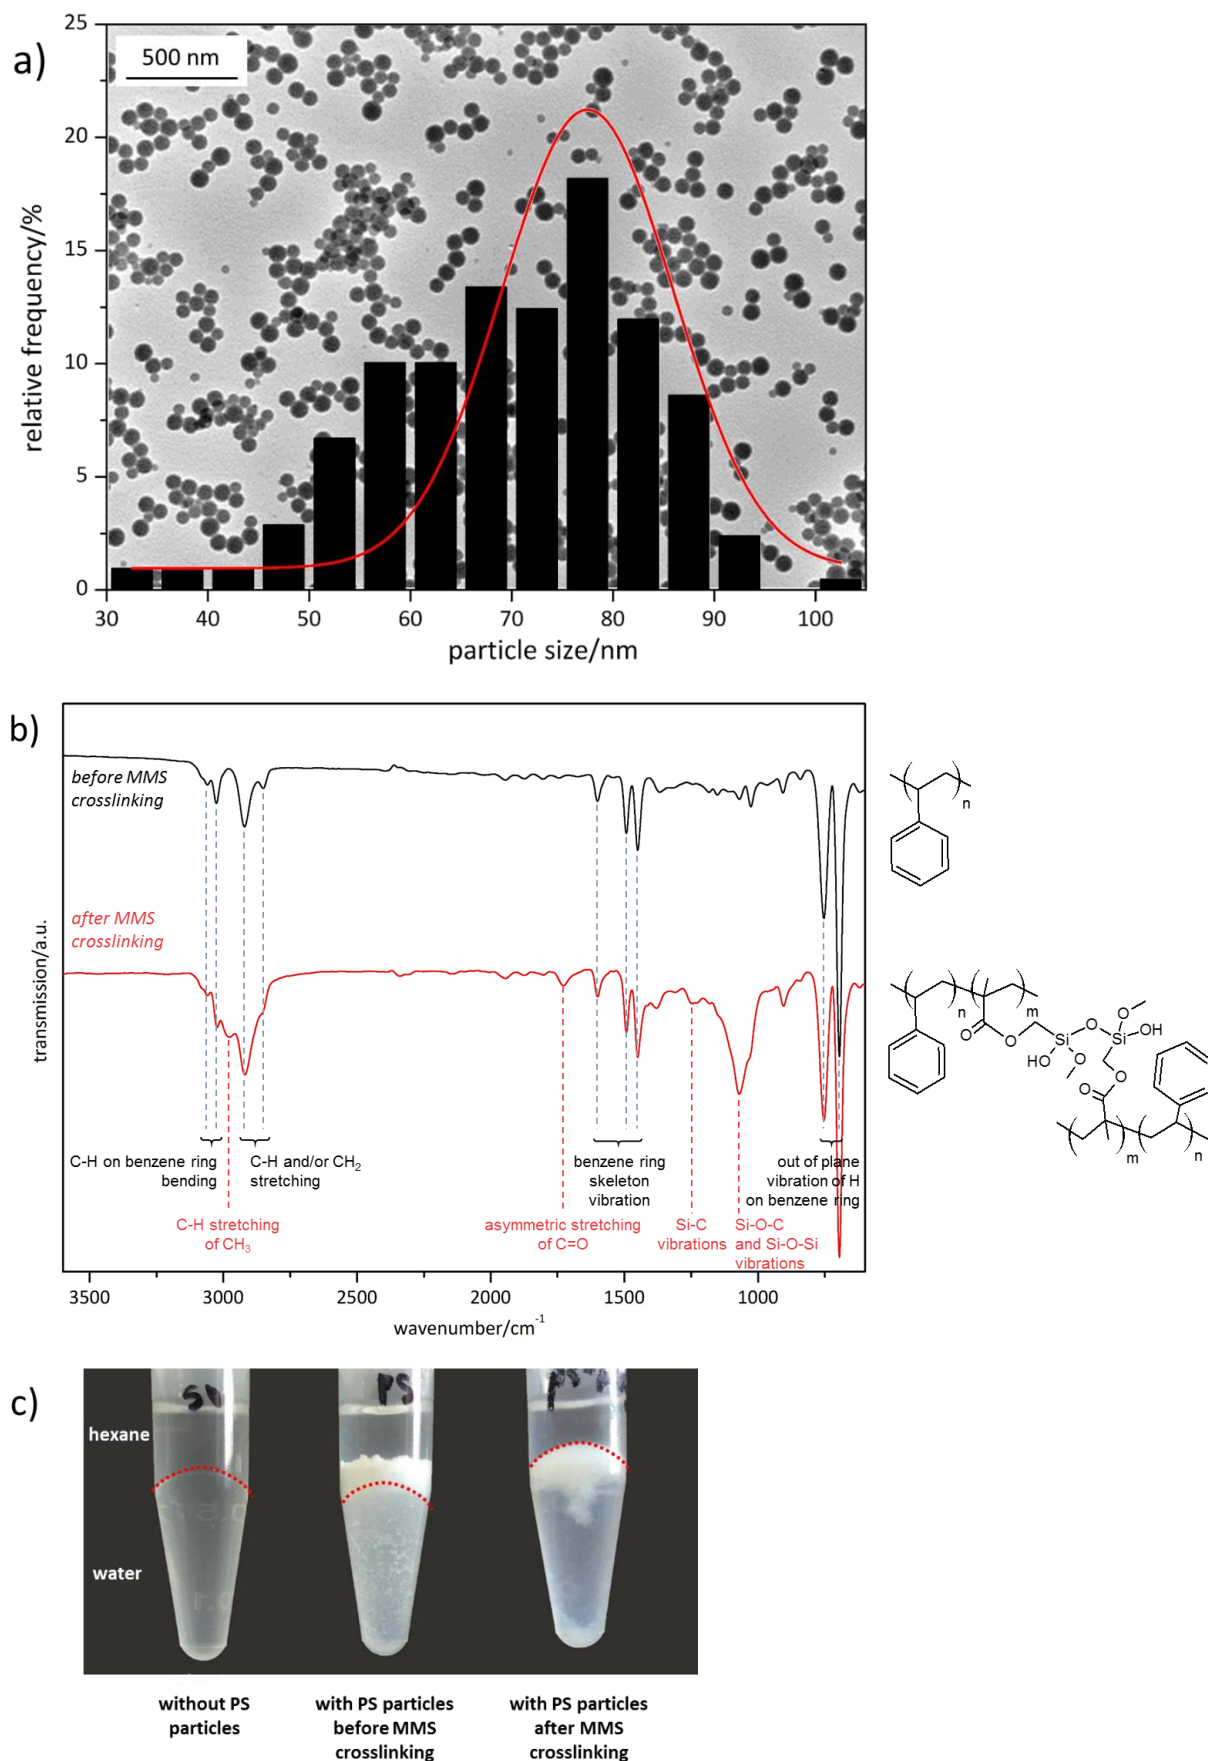 a)
25
20
15
10
5
0
relative frequency/%
500 nm
30 40 50 60 70 80 90 100
particle size/nm
b)
before MMS
crosslinking
after MMS
crosslinking
transmission/a.u.
C-H on benzene ring
bending
C-H and/or CH₂
stretching
benzene ring
skeleton
vibration
out of plane
vibration of H
on benzene ring
C-H stretching
of CH₃
asymmetric stretching
of C=O
Si-C
vibrations
Si-O-C
and Si-O-Si
vibrations
3500 3000 2500 2000 1500 1000
wavenumber/cm⁻¹
n
n
m
O
O
Si
O
Si
O
OH
HO
O
O
O
m
n
c)
PS
hexane
water
without PS
particles
with PS particles
before MMS
crosslinking
with PS particles
after MMS
crosslinking